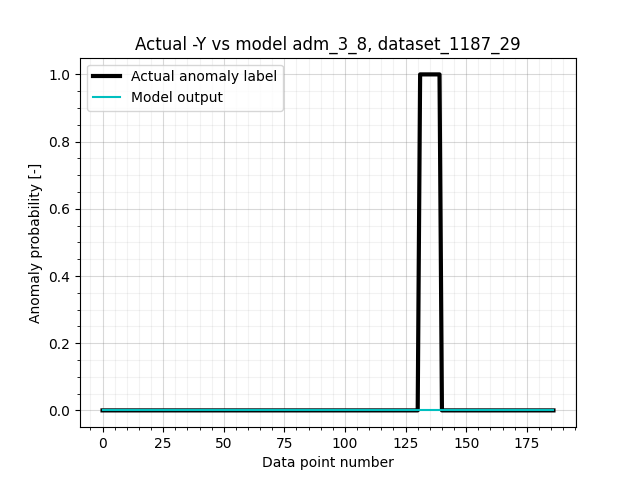 Actual -Y vs model adm_3_8, dataset_1187_29
Actual anomaly label
Model output
Anomaly probability [-]
1.0
0.8
0.6
0.4
0.2
0.0
0 25 50 75 100 125 150 175
Data point number